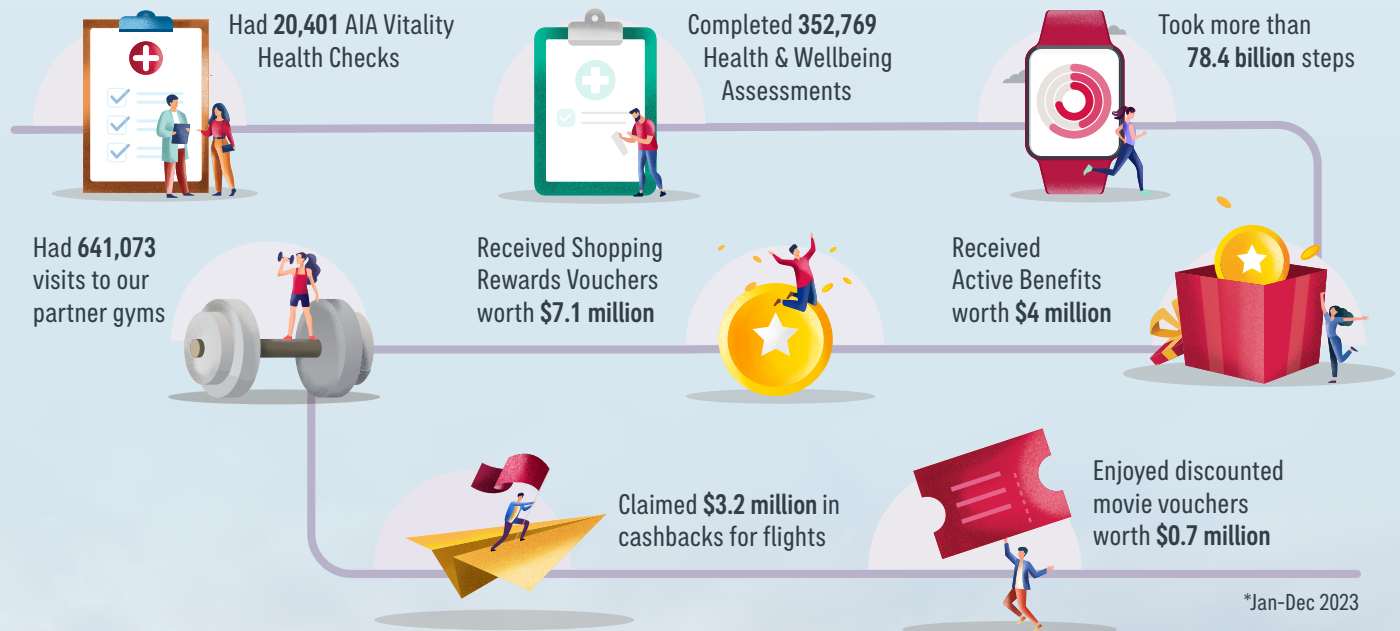 Had 20,401 AIA Vitality
Health Checks
Completed 352,769
Health & Wellbeing
Assessments
Took more than
78.4 billion steps
Had 641,073
visits to our
partner gyms
Received Shopping
Rewards Vouchers
worth $7.1 million
Received
Active Benefits
worth $4 million
Claimed $3.2 million in
cashbacks for flights
Enjoyed discounted
movie vouchers
worth $0.7 million
*Jan-Dec 2023